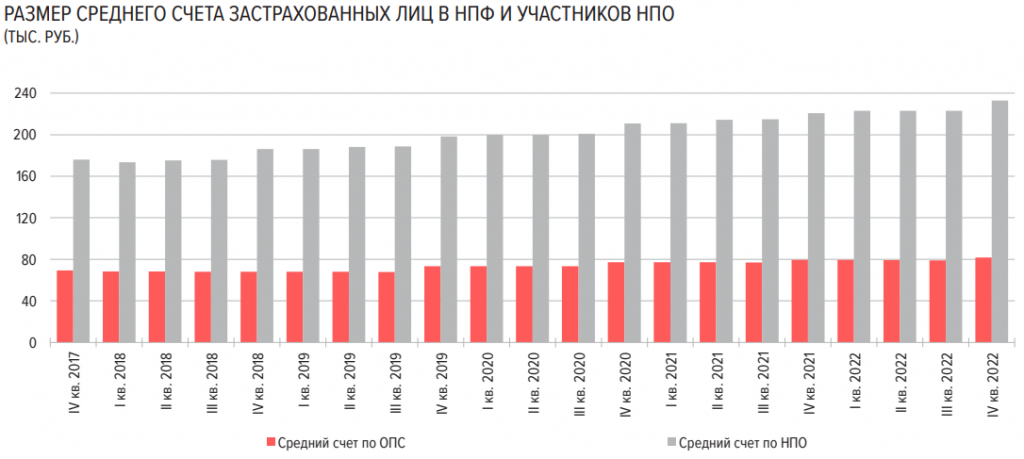 РАЗМЕР СРЕДНЕГО СЧЕТА ЗАСТРАХОВАННЫХ ЛИЦ В НПФ И УЧАСТНИКОВ НПО
(ТЫС. РУБ.)
240
200
160
120
80
40
0
IV кв. 2017
I кв. 2018
II кв. 2018
III кв. 2018
IV кв. 2018
I кв. 2019
II кв. 2019
III кв. 2019
IV кв. 2019
I кв. 2020
II кв. 2020
III кв. 2020
IV кв. 2020
I кв. 2021
II кв. 2021
III кв. 2021
IV кв. 2021
I кв. 2022
II кв. 2022
III кв. 2022
IV кв. 2022
Средний счет по ОПС
Средний счет по НПО